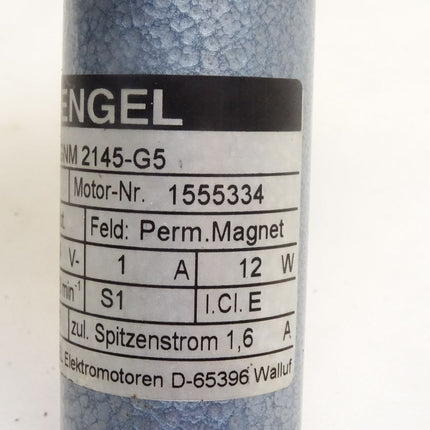 ENGEL
GNM 2145-G5
Motor-Nr. 1555334
Feld: Perm.Magnet
V- 1 A 12 W
min-1 S1 I.Cl. E
zul. Spitzenstrom 1,6 A
Elektromotoren D-65396 Walluf